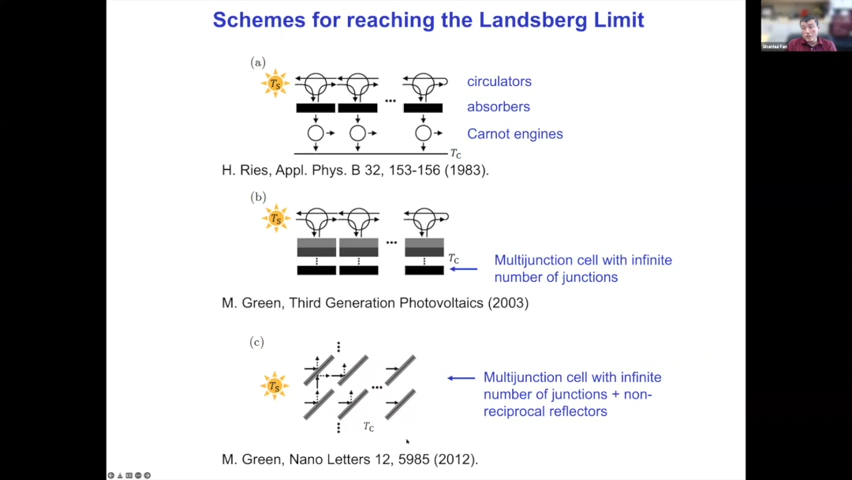 Schemes for reaching the Landsberg Limit
(a)
TS
circulators
absorbers
Carnot engines
TC
H. Ries, Appl. Phys. B 32, 153-156 (1983).
(b)
TS
TC
Multijunction cell with infinite
number of junctions
M. Green, Third Generation Photovoltaics (2003)
(c)
TS
Multijunction cell with infinite
number of junctions + non-
reciprocal reflectors
TC
M. Green, Nano Letters 12, 5985 (2012).
Shanhui Fan